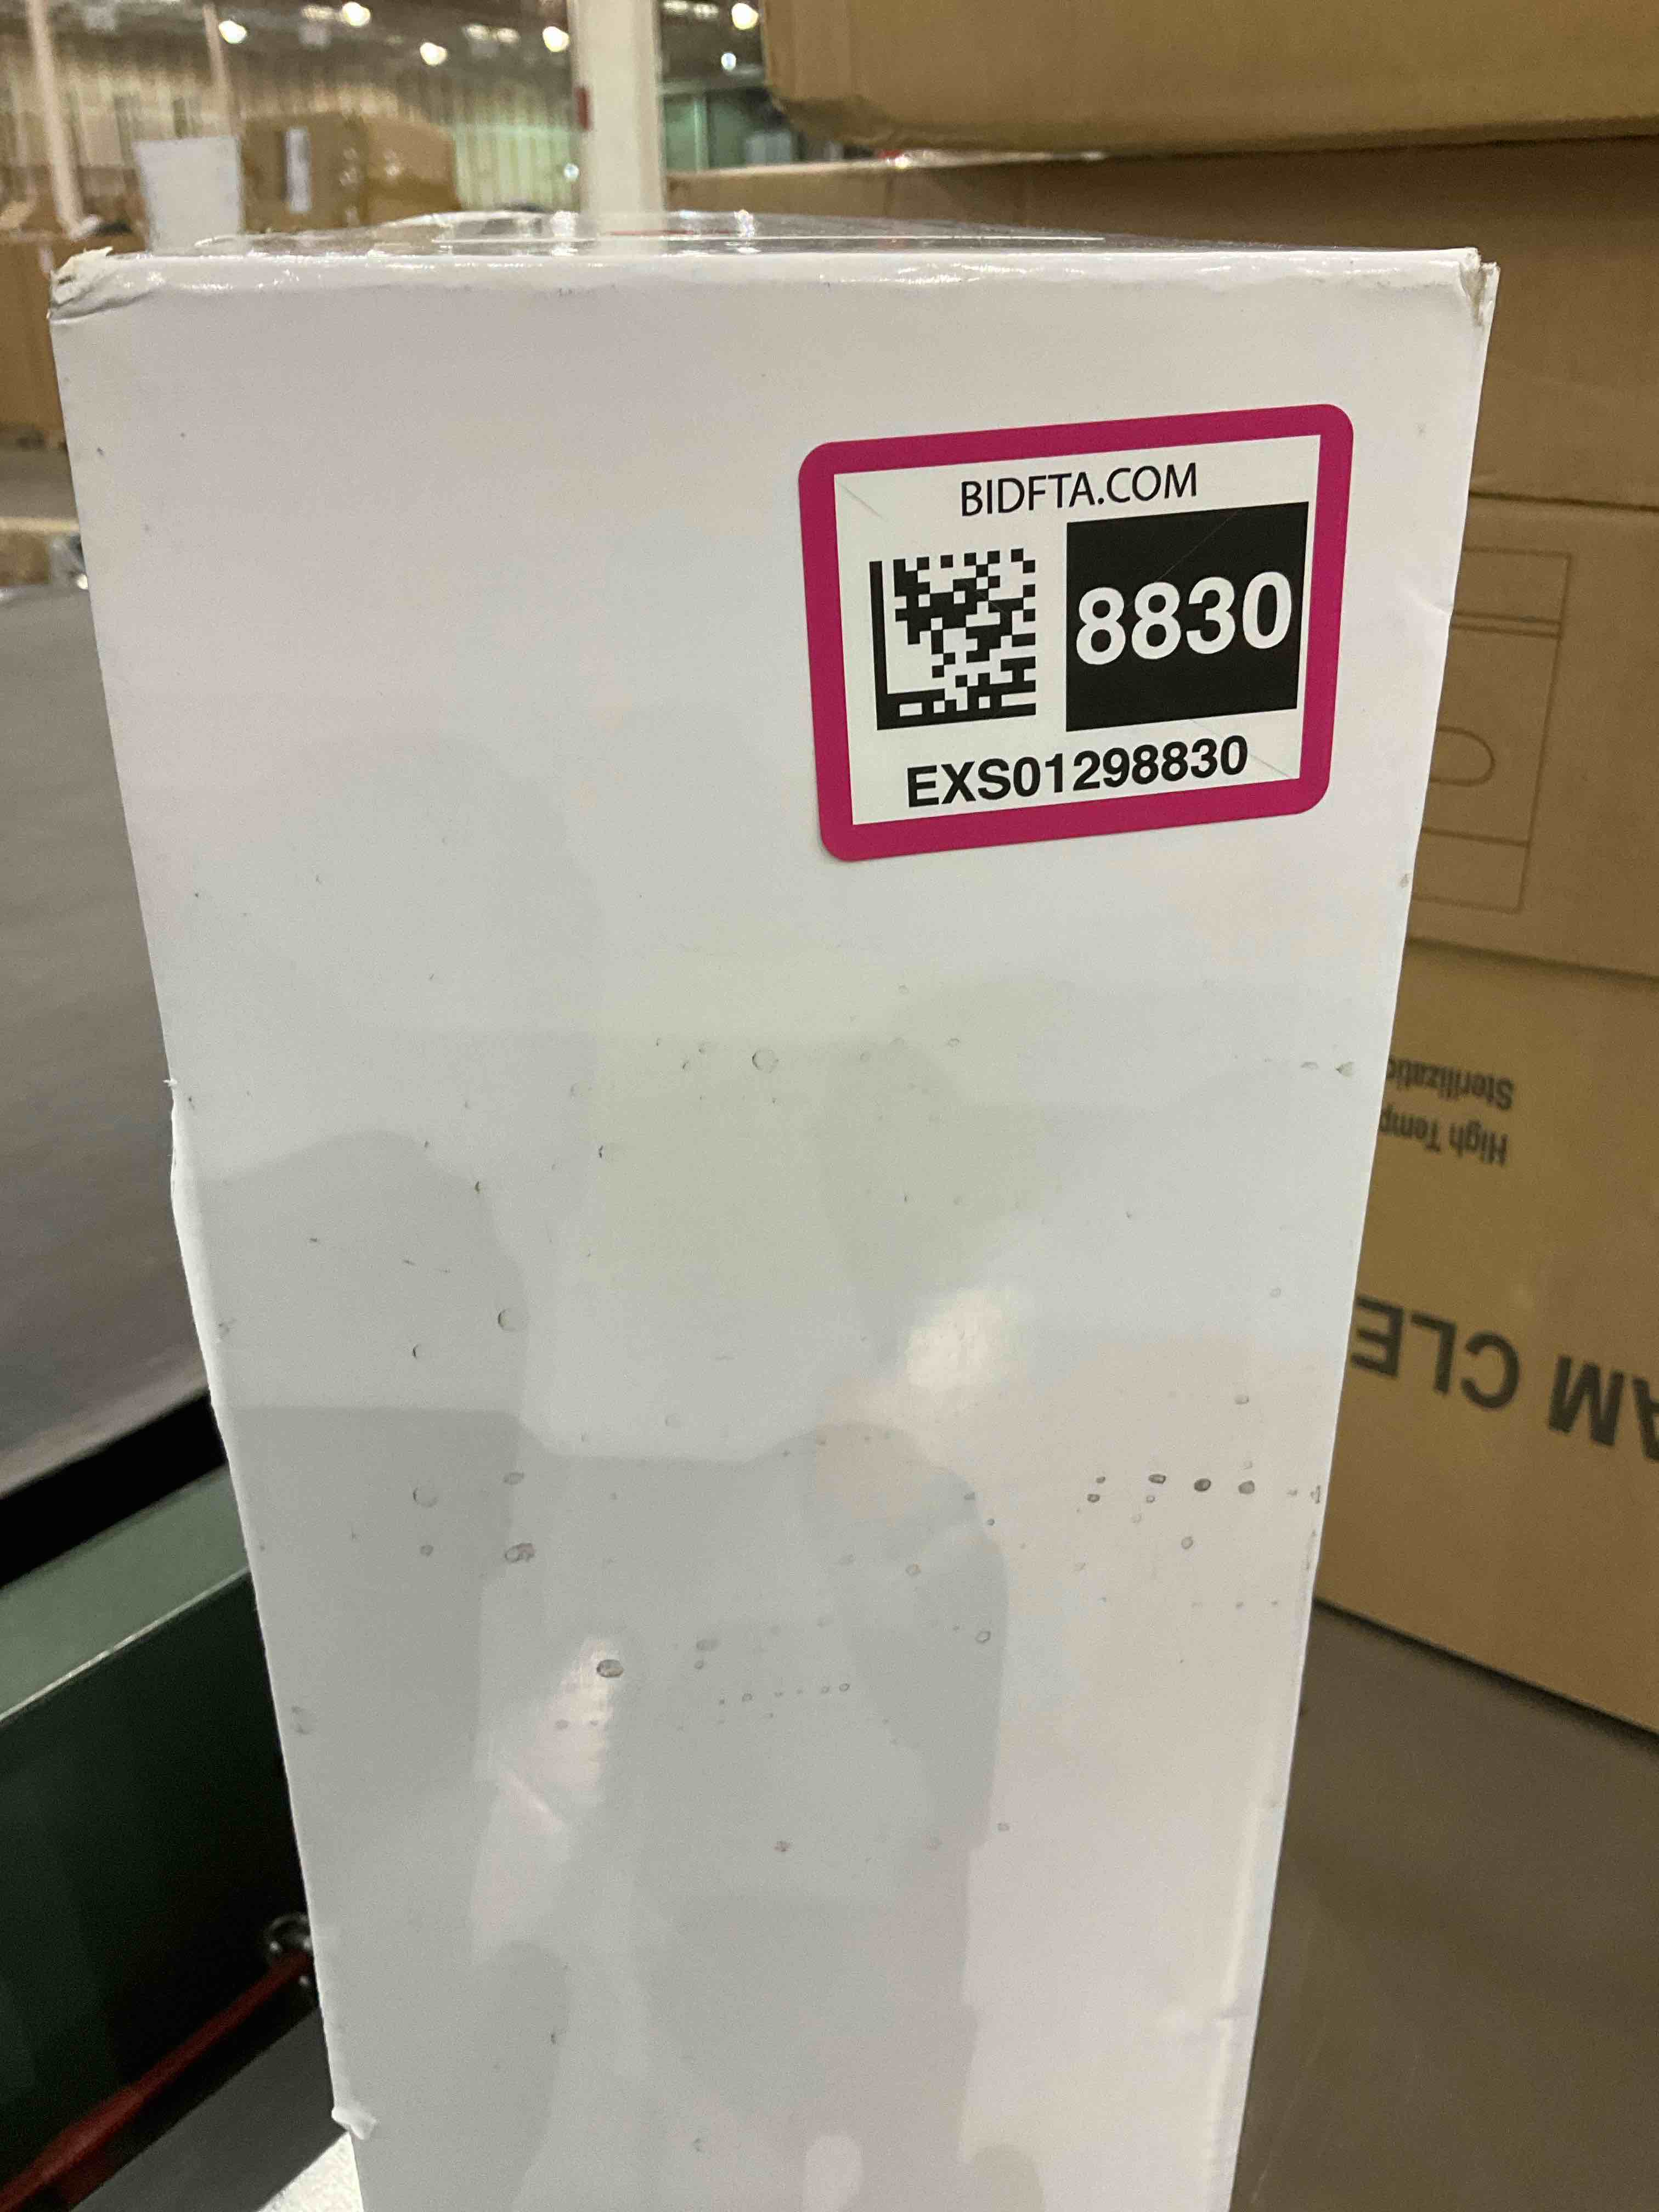 BIDFTA.COM
8830
EXS01298830
High Temp
Sterilizatio
AM CLE